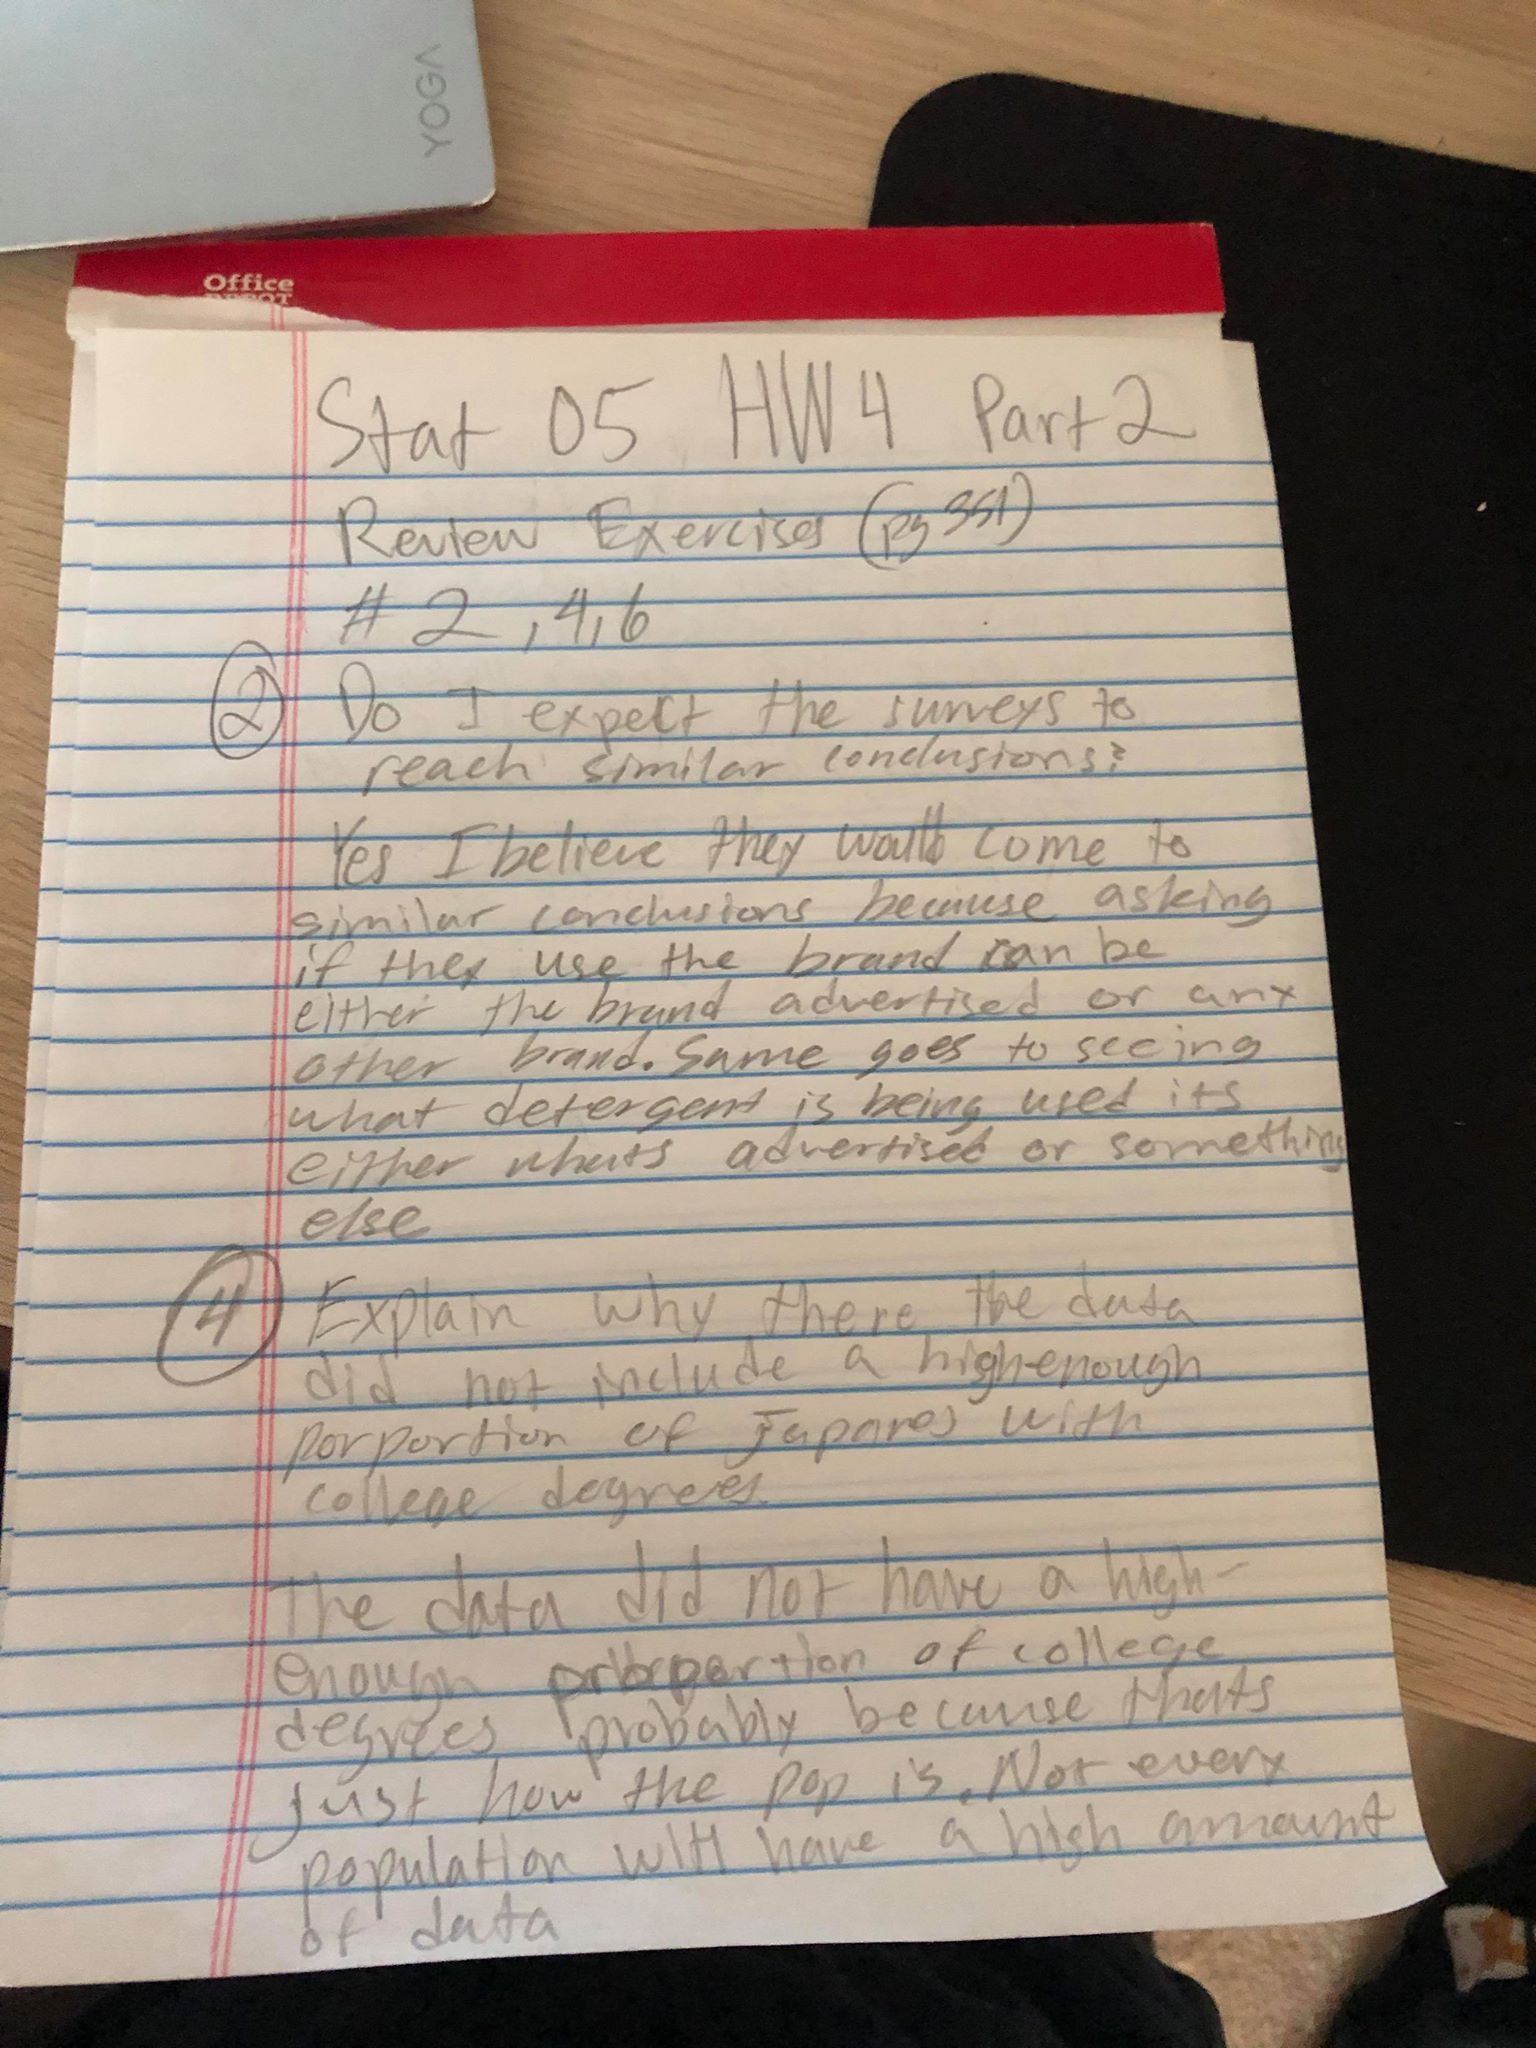 YOGA
Office
DEPOT
Stat 05 HW4 Part 2
Review Exercises (pg 351)
# 2, 4, 6
2 Do I expect the surveys to
reach similar conclusions?
Yes I believe they would come to
similar conclusions because asking
if they use the brand can be
either the brand advertised or any
other brand. Same goes to seeing
what detergent is being used its
either whats advertised or something
else
4 Explain why there the data
did not include a high enough
porportion of Japanes with
college degrees.
The data did not have a high-
enough porportion of college
degrees probably because thats
just how the pop is. Not every
population will have a high amount
of data